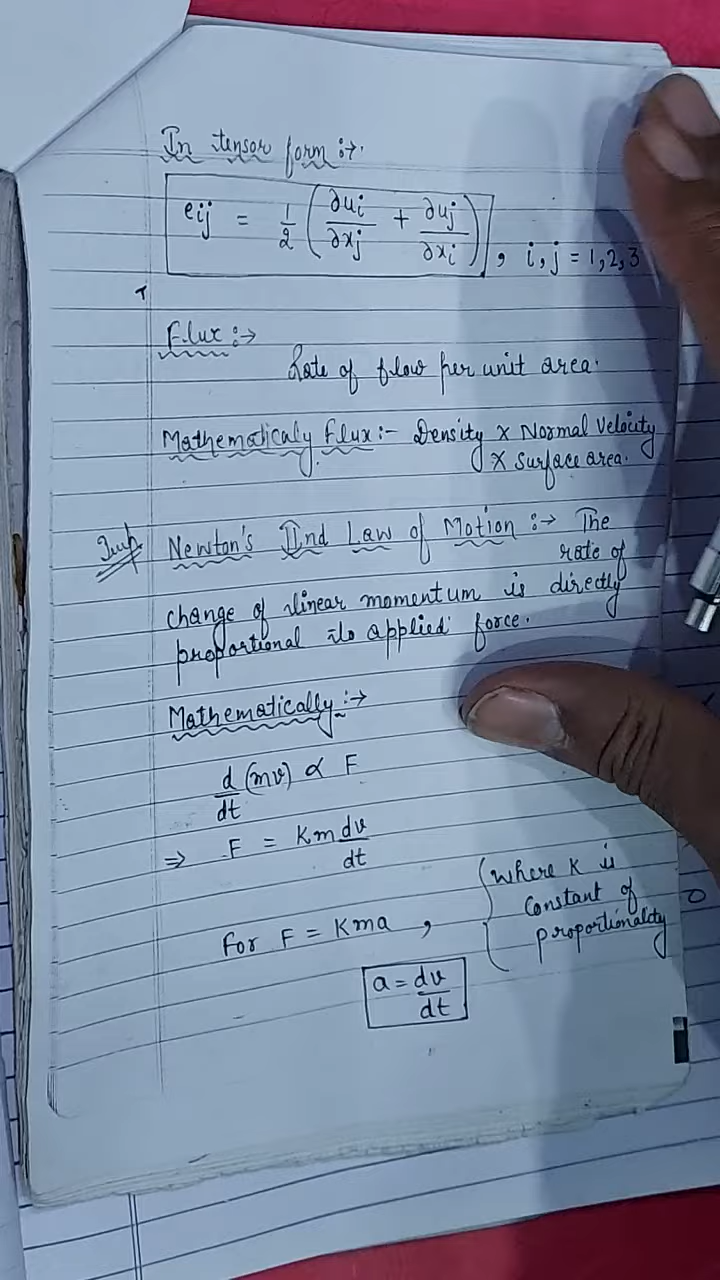 In tensor form :→
eij = 1/2 (∂ui/∂xj + ∂uj/∂xi), i, j = 1, 2, 3
Flux :→
Rate of flow per unit area.
Mathematicaly Flux :- Density × Normal Velocity
× surface area.
Imp Newton's IInd Law of Motion :→ The
rate of
change of linear momentum is directly
proportional to applied force.
Mathematically :→
d/dt (mv) ∝ F
⇒ F = Km dv/dt
{where K is
constant of
proportionality
For F = Kma ,
a = dv/dt